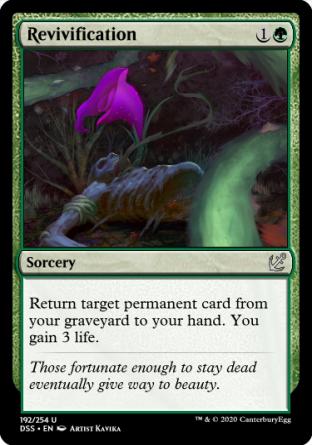 Revivification 1
Sorcery
Return target permanent card from
your graveyard to your hand. You
gain 3 life.
Those fortunate enough to stay dead
eventually give way to beauty.
192/254 U
DSS • EN ARTIST KAVIKA
™ & © 2020 CanterburyEgg